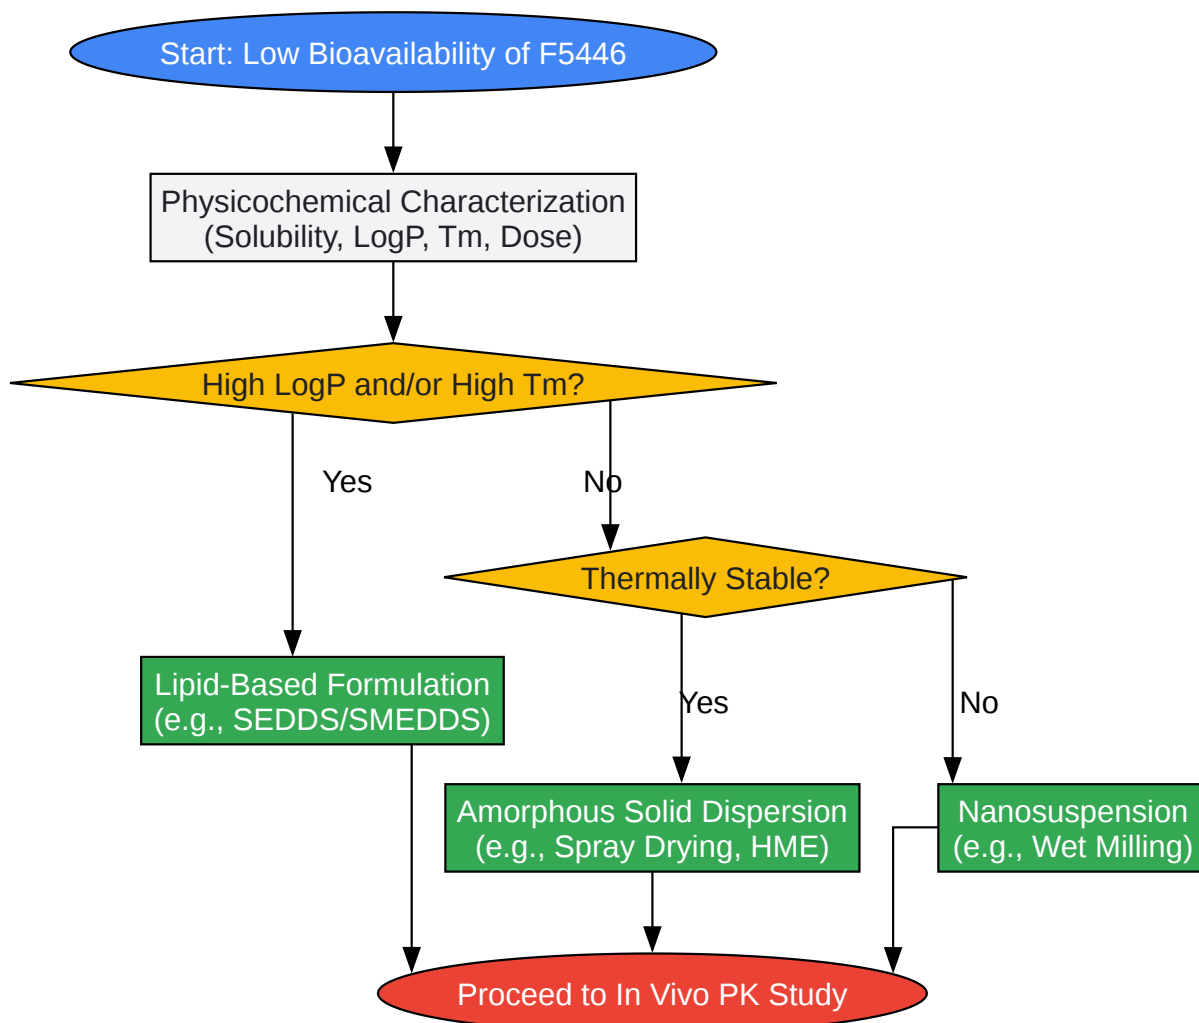 Start: Low Bioavailability of F5446
Physicochemical Characterization
(Solubility, LogP, Tm, Dose)
High LogP and/or High Tm?
Yes
No
Thermally Stable?
Lipid-Based Formulation
(e.g., SEDDS/SMEDDS)
Yes
No
Amorphous Solid Dispersion
(e.g., Spray Drying, HME)
Nanosuspension
(e.g., Wet Milling)
Proceed to In Vivo PK Study